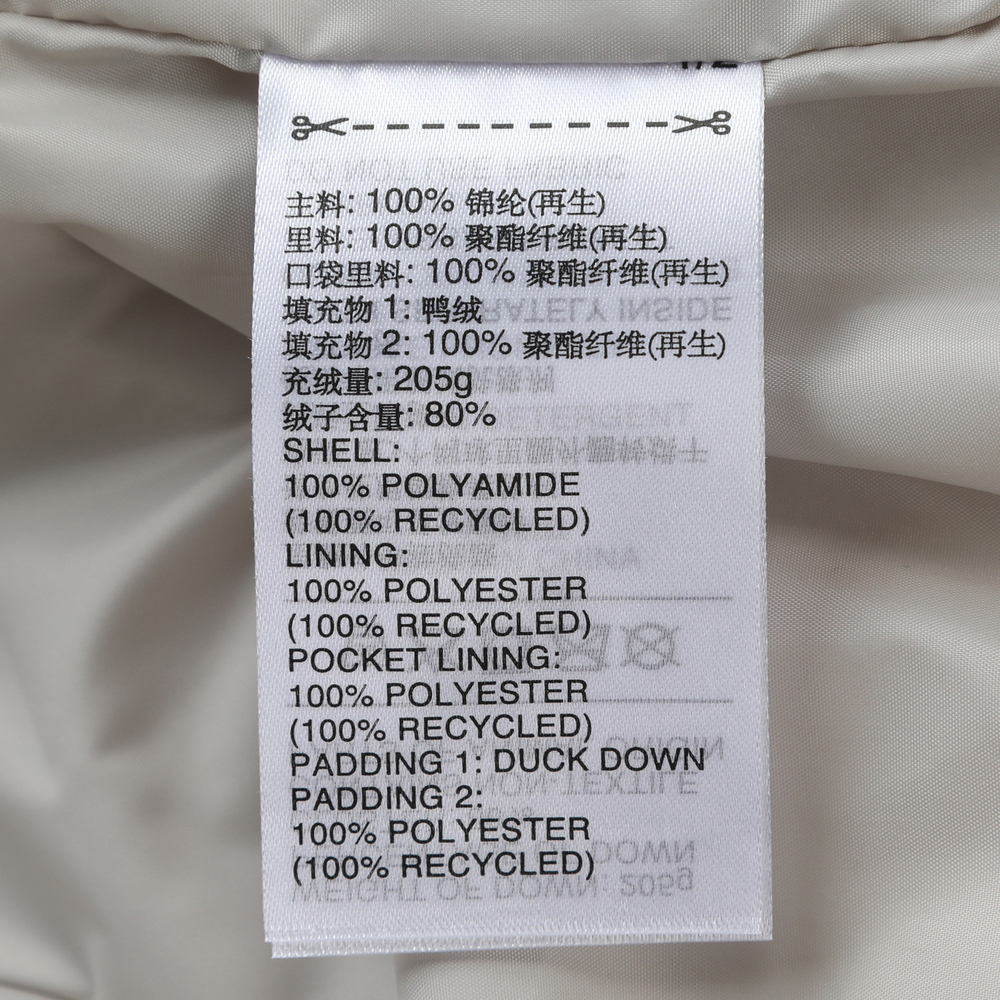 主料: 100% 锦纶(再生)
里料: 100% 聚酯纤维(再生)
口袋里料: 100% 聚酯纤维(再生)
填充物 1: 鸭绒
填充物 2: 100% 聚酯纤维(再生)
充绒量: 205g
绒子含量: 80%
SHELL:
100% POLYAMIDE
(100% RECYCLED)
LINING:
100% POLYESTER
(100% RECYCLED)
POCKET LINING:
100% POLYESTER
(100% RECYCLED)
PADDING 1: DUCK DOWN
PADDING 2:
100% POLYESTER
(100% RECYCLED)